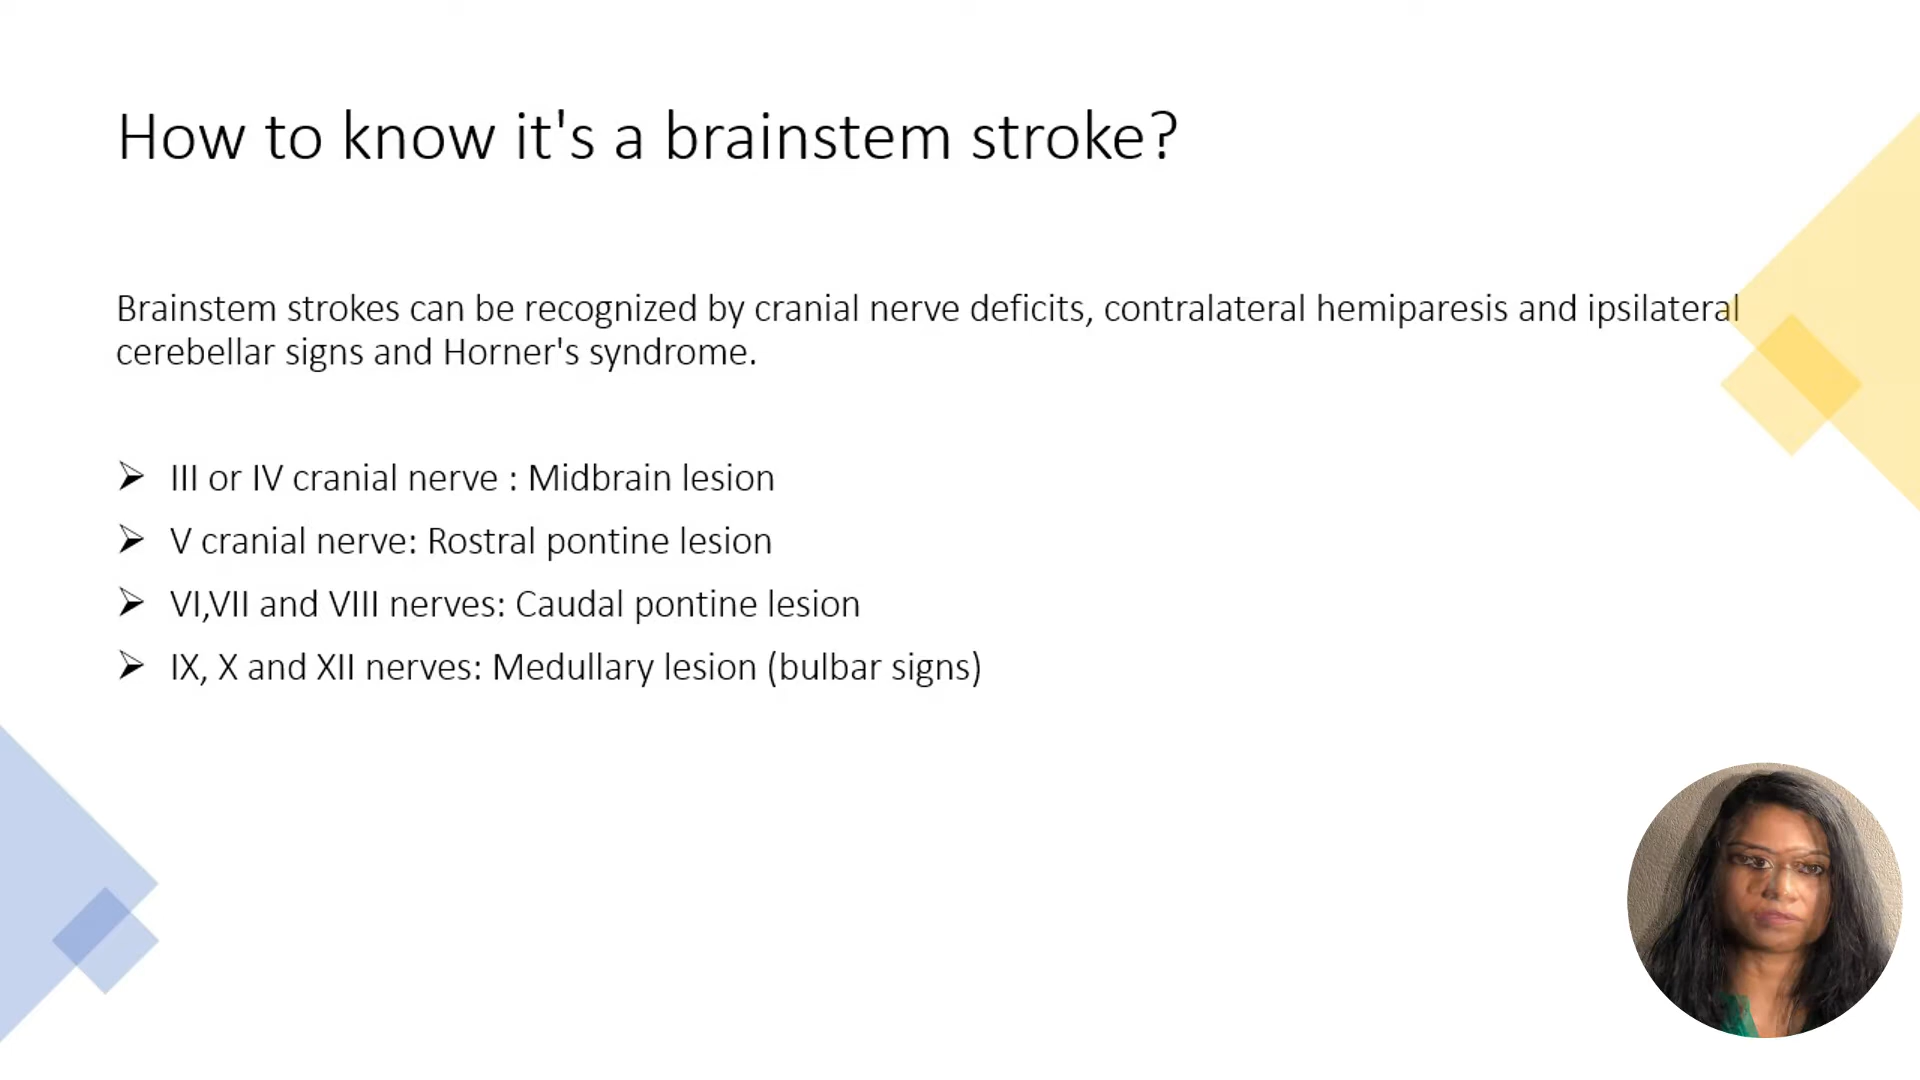 How to know it's a brainstem stroke?
Brainstem strokes can be recognized by cranial nerve deficits, contralateral hemiparesis and ipsilateral
cerebellar signs and Horner's syndrome.
III or IV cranial nerve : Midbrain lesion
V cranial nerve: Rostral pontine lesion
VI,VII and VIII nerves: Caudal pontine lesion
IX, X and XII nerves: Medullary lesion (bulbar signs)